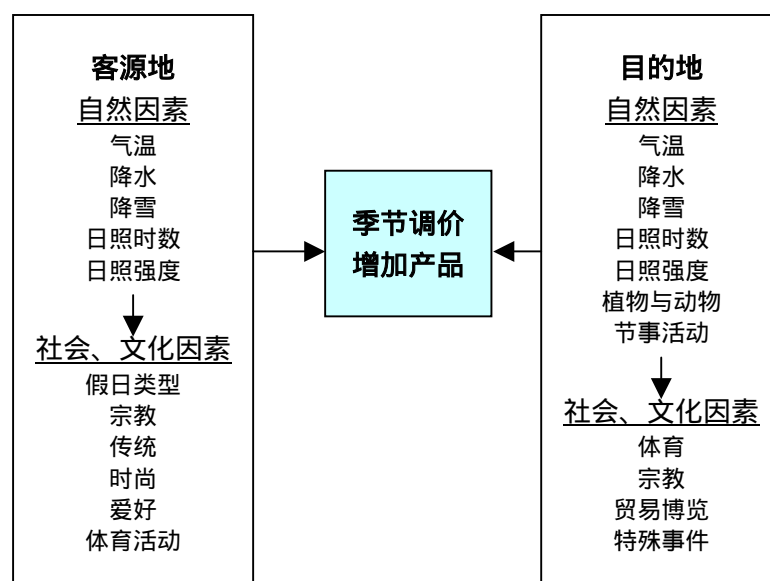 客源地
自然因素
气温
降水
降雪
日照时数
日照强度
社会、文化因素
假日类型
宗教
传统
时尚
爱好
体育活动
季节调价
增加产品
目的地
自然因素
气温
降水
降雪
日照时数
日照强度
植物与动物
节事活动
社会、文化因素
体育
宗教
贸易博览
特殊事件